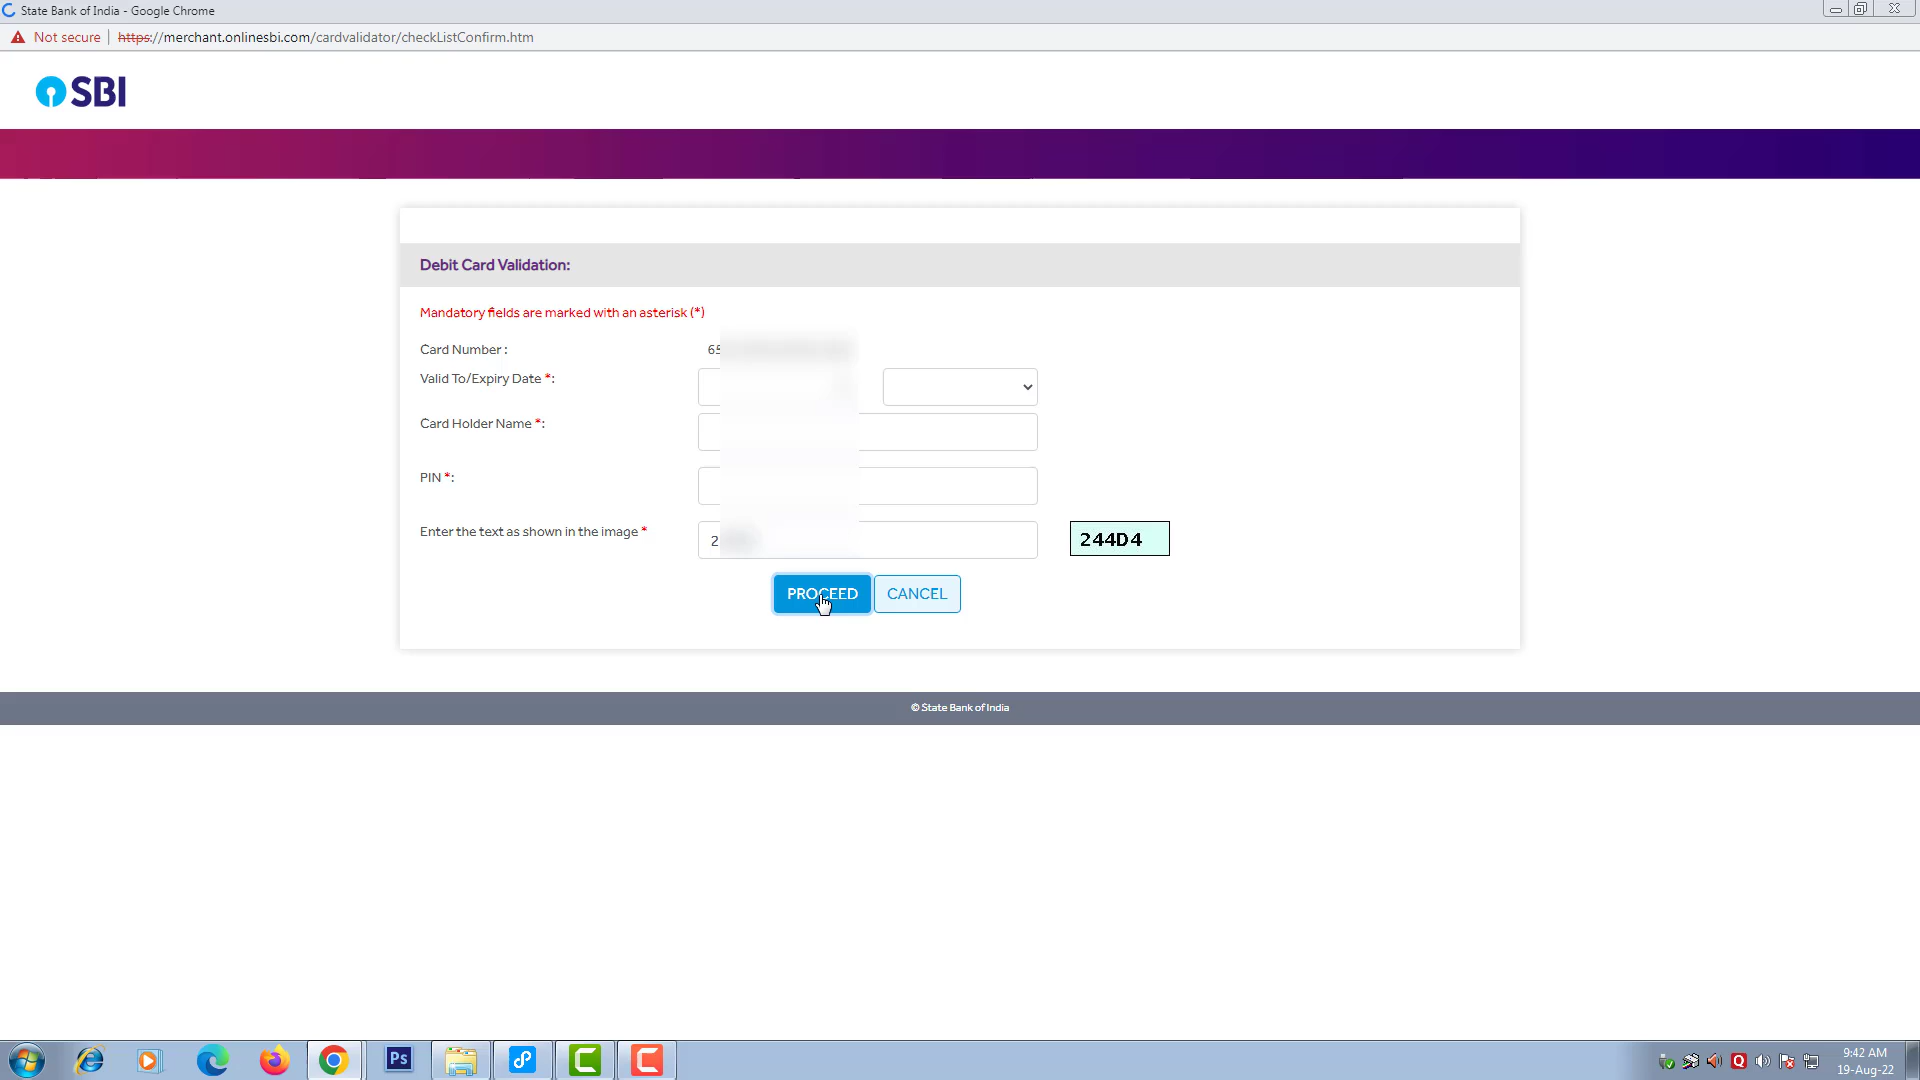 State Bank of India - Google Chrome
Not secure | https://merchant.onlinesbi.com/cardvalidator/checkListConfirm.htm
SBI
Debit Card Validation:
Mandatory fields are marked with an asterisk (*)
Card Number :
65
Valid To/Expiry Date *:
Card Holder Name *:
PIN *:
Enter the text as shown in the image *
2
244D4
PROCEED
CANCEL
© State Bank of India
Ps
9:42 AM
19-Aug-22